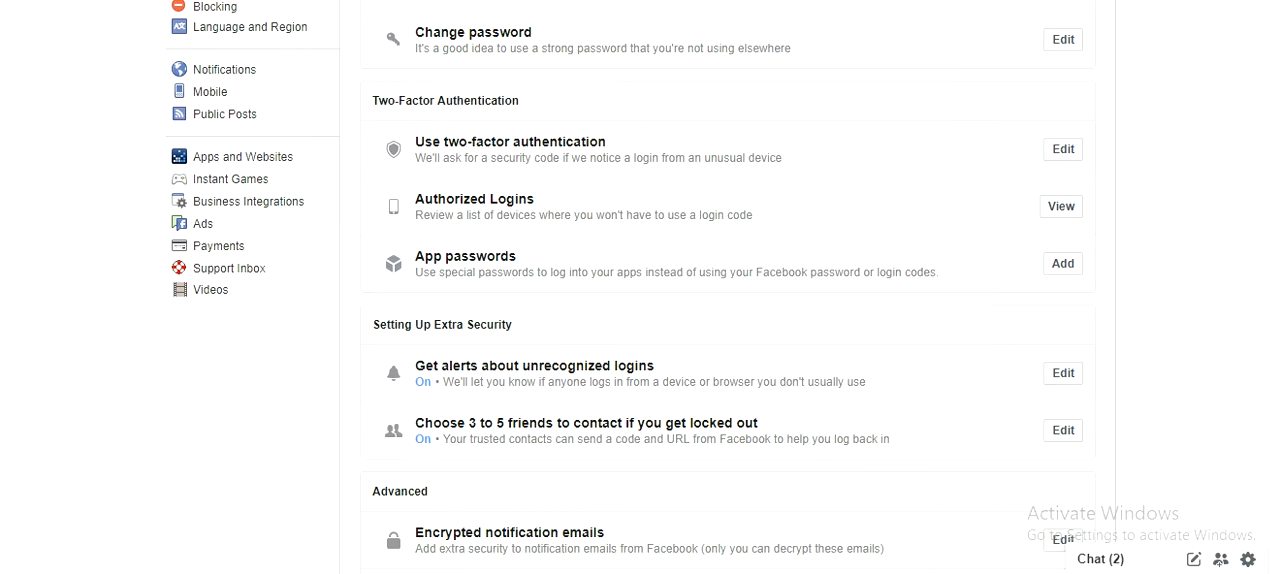 Blocking
Language and Region
Notifications
Mobile
Public Posts
Apps and Websites
Instant Games
Business Integrations
Ads
Payments
Support Inbox
Videos
Change password
It's a good idea to use a strong password that you're not using elsewhere
Edit
Two-Factor Authentication
Use two-factor authentication
We'll ask for a security code if we notice a login from an unusual device
Edit
Authorized Logins
Review a list of devices where you won't have to use a login code
View
App passwords
Use special passwords to log into your apps instead of using your Facebook password or login codes.
Add
Setting Up Extra Security
Get alerts about unrecognized logins
On • We'll let you know if anyone logs in from a device or browser you don't usually use
Edit
Choose 3 to 5 friends to contact if you get locked out
On • Your trusted contacts can send a code and URL from Facebook to help you log back in
Edit
Advanced
Encrypted notification emails
Add extra security to notification emails from Facebook (only you can decrypt these emails)
Edit
Activate Windows
Go to Settings to activate Windows.
Chat (2)